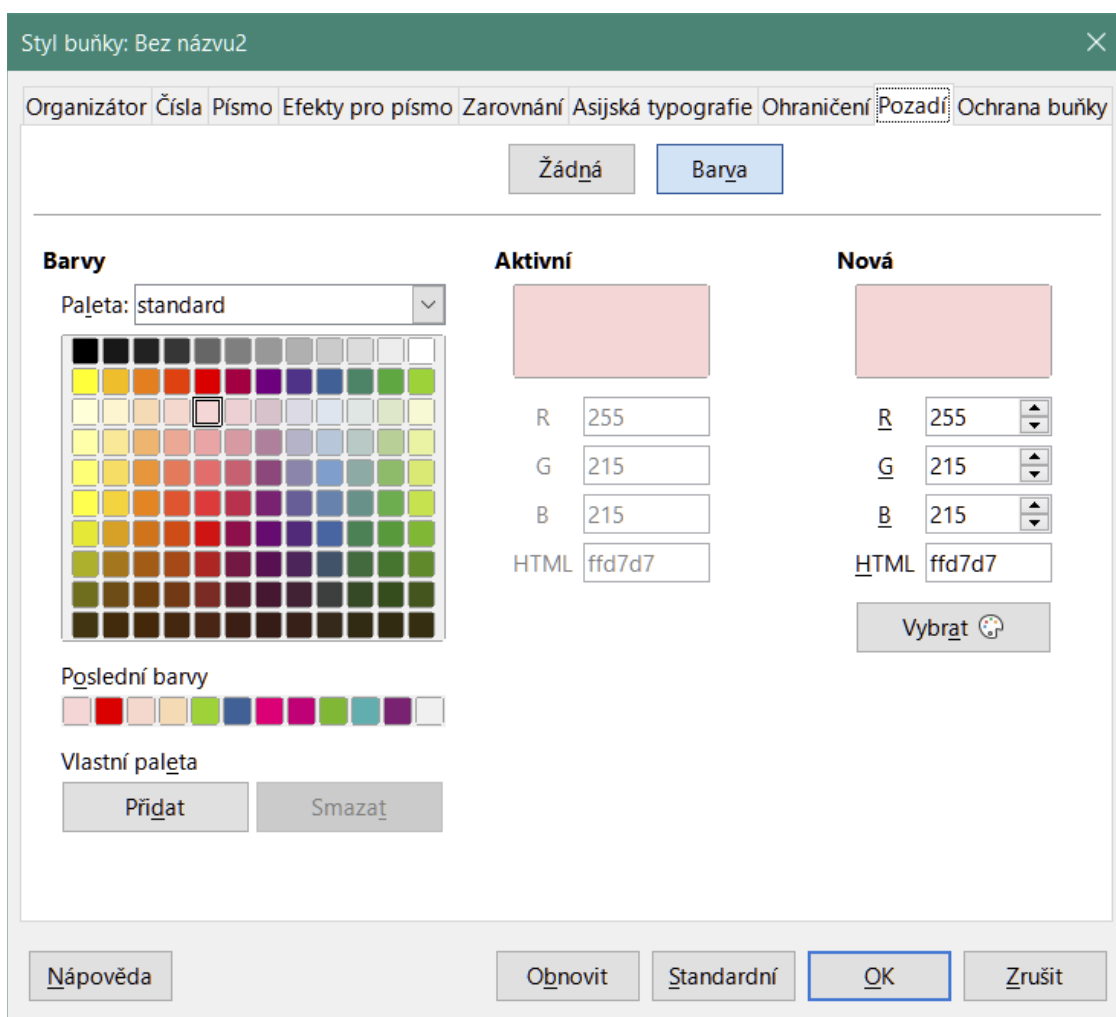 Styl buňky: Bez názvu2
Organizátor Čísla Písmo Efekty pro písmo Zarovnání Asijská typografie Ohraničení Pozadí Ochrana buňky
Žádná Barva
Barvy Aktivní Nová
Paleta: standard
R 255 R 255
G 215 G 215
B 215 B 215
HTML ffd7d7 HTML ffd7d7
Vybrat
Poslední barvy
Vlastní paleta
Přidat Smazat
Nápověda Obnovit Standardní OK Zrušit